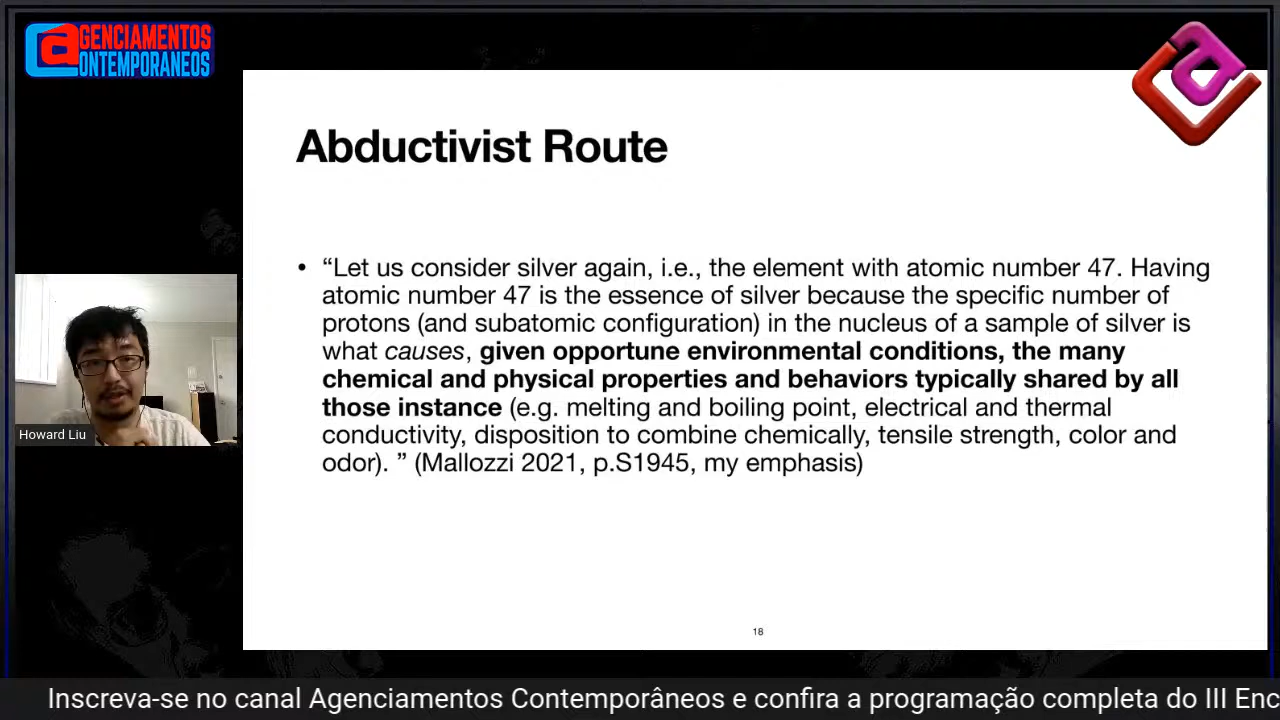 AGENCIAMENTOS
CONTEMPORANEOS
Abductivist Route
• “Let us consider silver again, i.e., the element with atomic number 47. Having
atomic number 47 is the essence of silver because the specific number of
protons (and subatomic configuration) in the nucleus of a sample of silver is
what causes, given opportune environmental conditions, the many
chemical and physical properties and behaviors typically shared by all
those instance (e.g. melting and boiling point, electrical and thermal
conductivity, disposition to combine chemically, tensile strength, color and
odor). ” (Mallozzi 2021, p.S1945, my emphasis)
Howard Liu
18
Inscreva-se no canal Agenciamentos Contemporâneos e confira a programação completa do III Enc